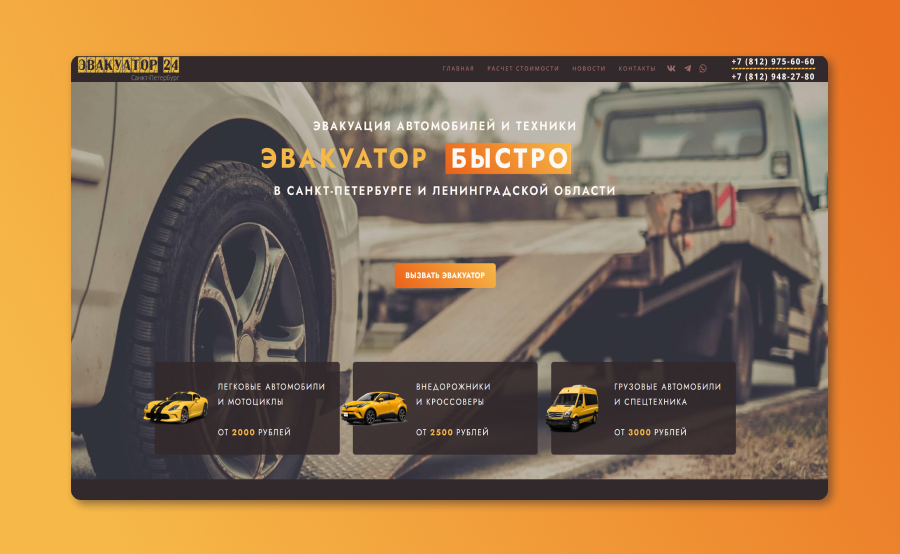 ЭВАКУАТОР 24
Санкт-Петербург
ГЛАВНАЯ РАСЧЕТ СТОИМОСТИ НОВОСТИ КОНТАКТЫ
+7 (812) 975-60-60
+7 (812) 948-27-80
ЭВАКУАЦИЯ АВТОМОБИЛЕЙ И ТЕХНИКИ
ЭВАКУАТОР БЫСТРО
В САНКТ-ПЕТЕРБУРГЕ И ЛЕНИНГРАДСКОЙ ОБЛАСТИ
ВЫЗВАТЬ ЭВАКУАТОР
ЛЕГКОВЫЕ АВТОМОБИЛИ
И МОТОЦИКЛЫ
ОТ 2000 РУБЛЕЙ
ВНЕДОРОЖНИКИ
И КРОССОВЕРЫ
ОТ 2500 РУБЛЕЙ
ГРУЗОВЫЕ АВТОМОБИЛИ
И СПЕЦТЕХНИКА
ОТ 3000 РУБЛЕЙ